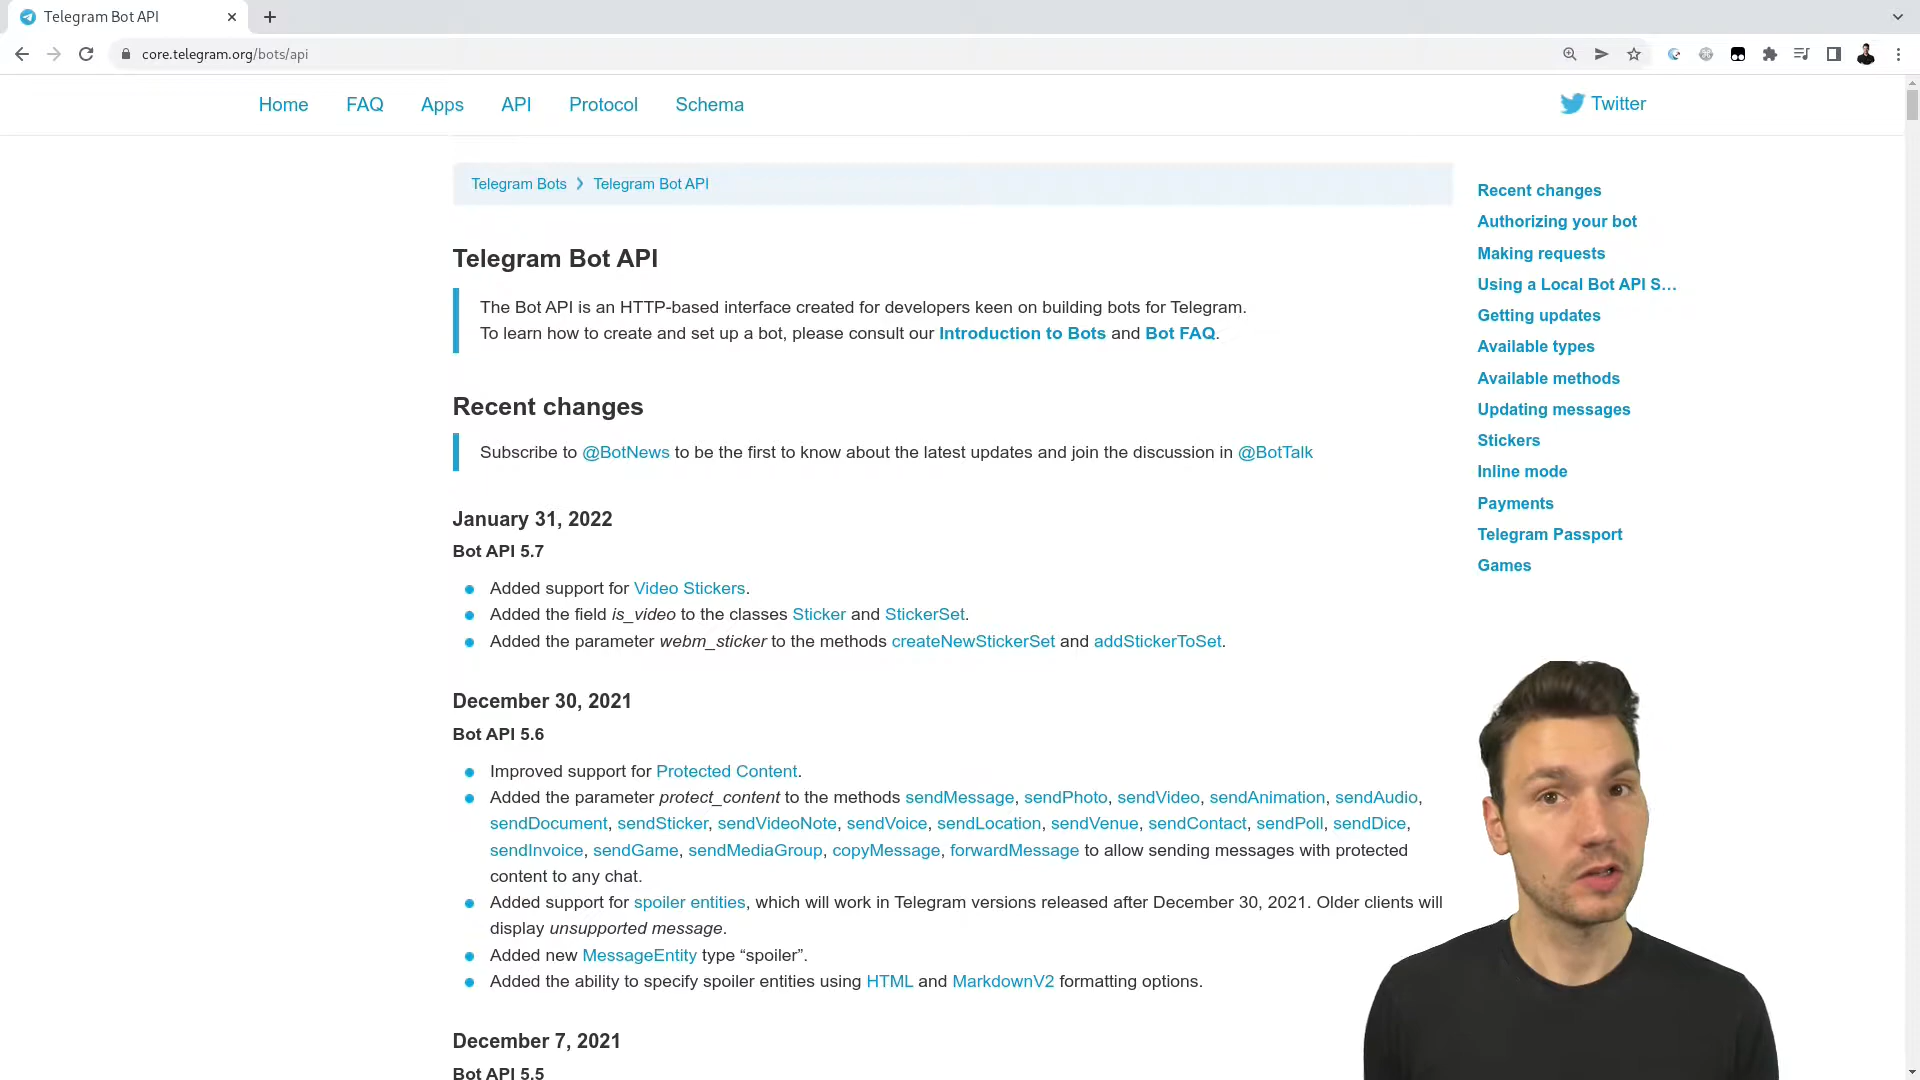 Telegram Bot API
core.telegram.org/bots/api
Home FAQ Apps API Protocol Schema Twitter
Telegram Bots Telegram Bot API
Telegram Bot API
The Bot API is an HTTP-based interface created for developers keen on building bots for Telegram.
To learn how to create and set up a bot, please consult our Introduction to Bots and Bot FAQ.
Recent changes
Subscribe to @BotNews to be the first to know about the latest updates and join the discussion in @BotTalk
January 31, 2022
Bot API 5.7
Added support for Video Stickers.
Added the field is_video to the classes Sticker and StickerSet.
Added the parameter webm_sticker to the methods createNewStickerSet and addStickerToSet.
December 30, 2021
Bot API 5.6
Improved support for Protected Content.
Added the parameter protect_content to the methods sendMessage, sendPhoto, sendVideo, sendAnimation, sendAudio,
sendDocument, sendSticker, sendVideoNote, sendVoice, sendLocation, sendVenue, sendContact, sendPoll, sendDice,
sendInvoice, sendGame, sendMediaGroup, copyMessage, forwardMessage to allow sending messages with protected
content to any chat.
Added support for spoiler entities, which will work in Telegram versions released after December 30, 2021. Older clients will
display unsupported message.
Added new MessageEntity type “spoiler”.
Added the ability to specify spoiler entities using HTML and MarkdownV2 formatting options.
December 7, 2021
Bot API 5.5
Recent changes
Authorizing your bot
Making requests
Using a Local Bot API S…
Getting updates
Available types
Available methods
Updating messages
Stickers
Inline mode
Payments
Telegram Passport
Games